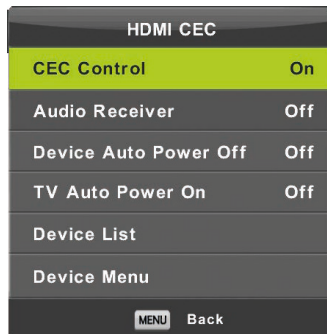 HDMI CEC
CEC Control On
Audio Receiver Off
Device Auto Power Off Off
TV Auto Power On Off
Device List
Device Menu
MENU Back